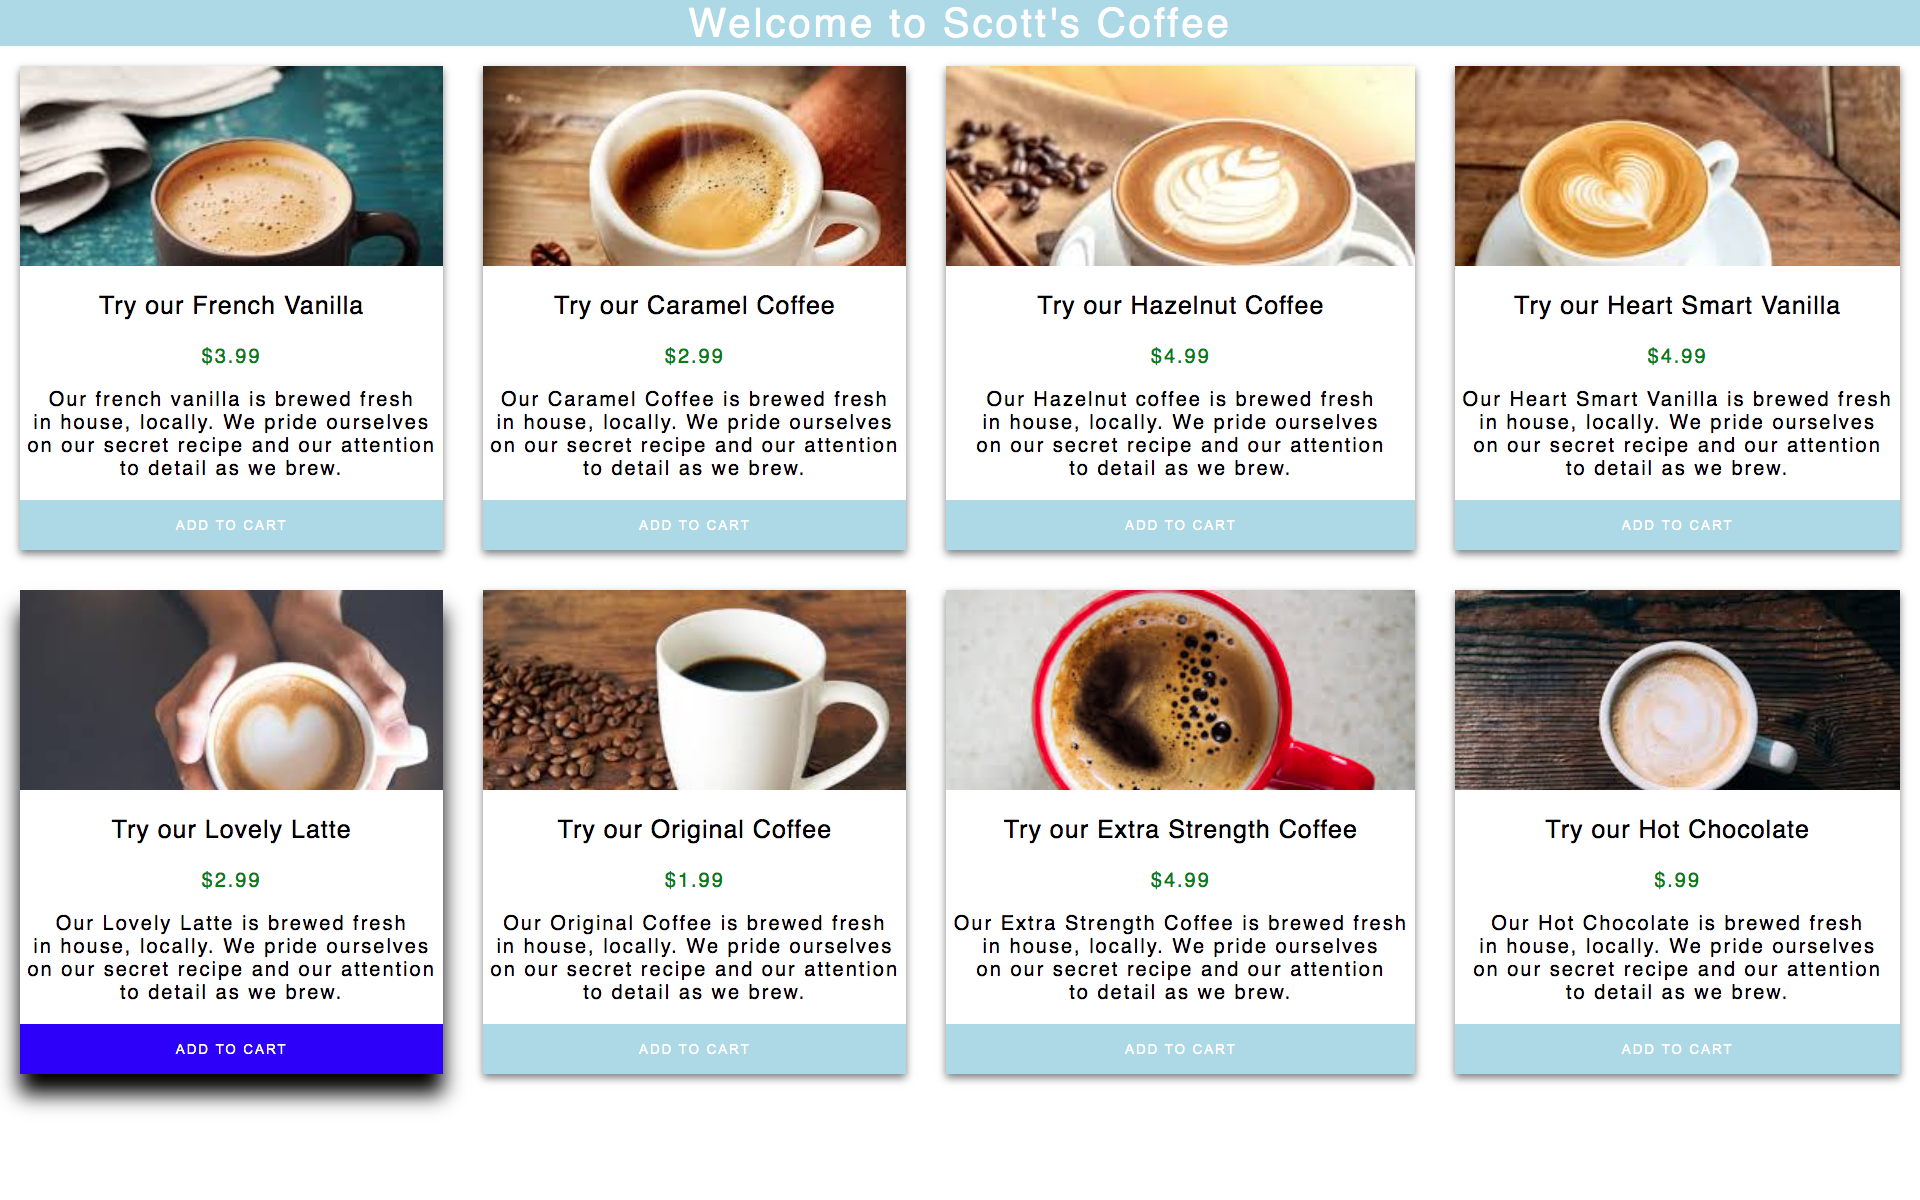 Welcome to Scott's Coffee
Try our French Vanilla
$3.99
Our french vanilla is brewed fresh
in house, locally. We pride ourselves
on our secret recipe and our attention
to detail as we brew.
ADD TO CART
Try our Caramel Coffee
$2.99
Our Caramel Coffee is brewed fresh
in house, locally. We pride ourselves
on our secret recipe and our attention
to detail as we brew.
ADD TO CART
Try our Hazelnut Coffee
$4.99
Our Hazelnut coffee is brewed fresh
in house, locally. We pride ourselves
on our secret recipe and our attention
to detail as we brew.
ADD TO CART
Try our Heart Smart Vanilla
$4.99
Our Heart Smart Vanilla is brewed fresh
in house, locally. We pride ourselves
on our secret recipe and our attention
to detail as we brew.
ADD TO CART
Try our Lovely Latte
$2.99
Our Lovely Latte is brewed fresh
in house, locally. We pride ourselves
on our secret recipe and our attention
to detail as we brew.
ADD TO CART
Try our Original Coffee
$1.99
Our Original Coffee is brewed fresh
in house, locally. We pride ourselves
on our secret recipe and our attention
to detail as we brew.
ADD TO CART
Try our Extra Strength Coffee
$4.99
Our Extra Strength Coffee is brewed fresh
in house, locally. We pride ourselves
on our secret recipe and our attention
to detail as we brew.
ADD TO CART
Try our Hot Chocolate
$.99
Our Hot Chocolate is brewed fresh
in house, locally. We pride ourselves
on our secret recipe and our attention
to detail as we brew.
ADD TO CART